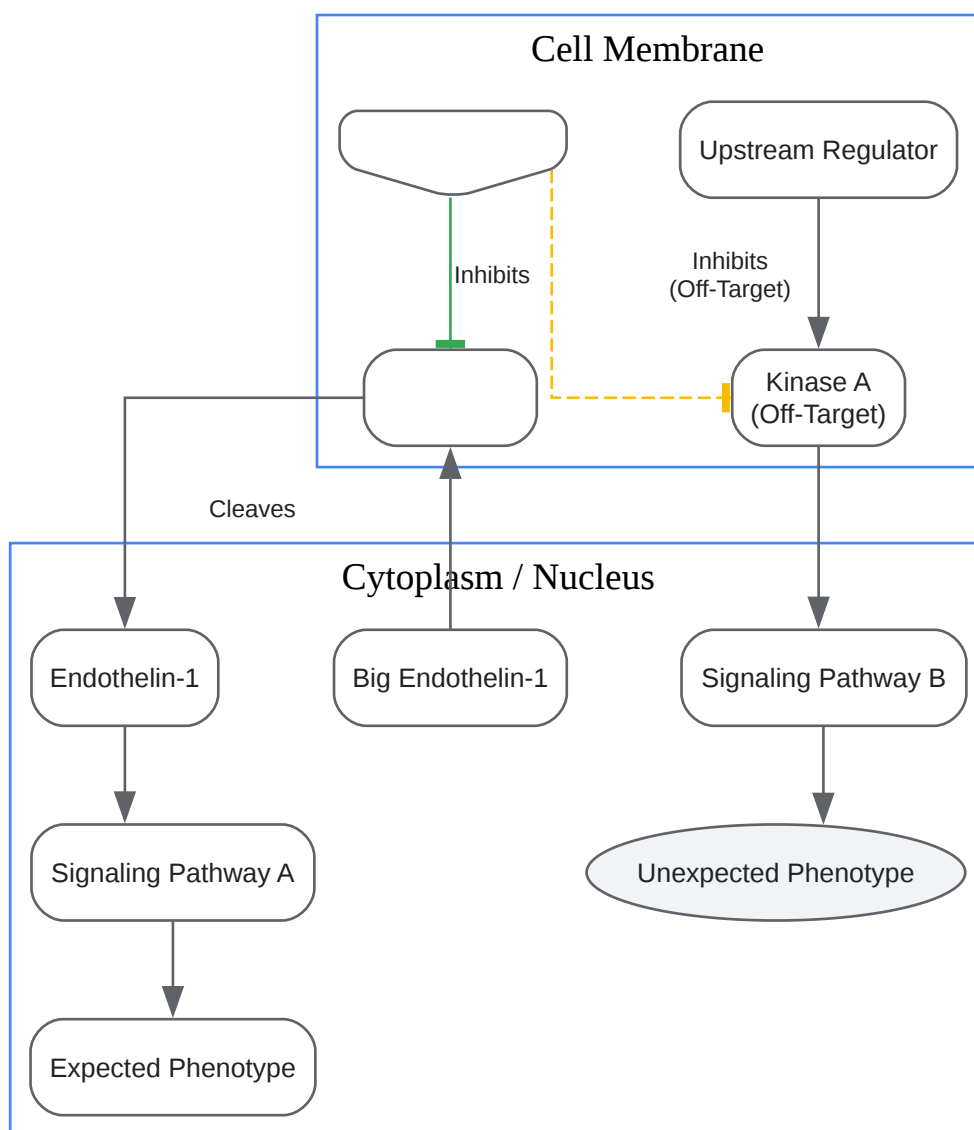 Cell Membrane
Upstream Regulator
Inhibits
Inhibits
(Off-Target)
Kinase A
(Off-Target)
Cleaves
Cytoplasm / Nucleus
Endothelin-1
Big Endothelin-1
Signaling Pathway B
Signaling Pathway A
Unexpected Phenotype
Expected Phenotype